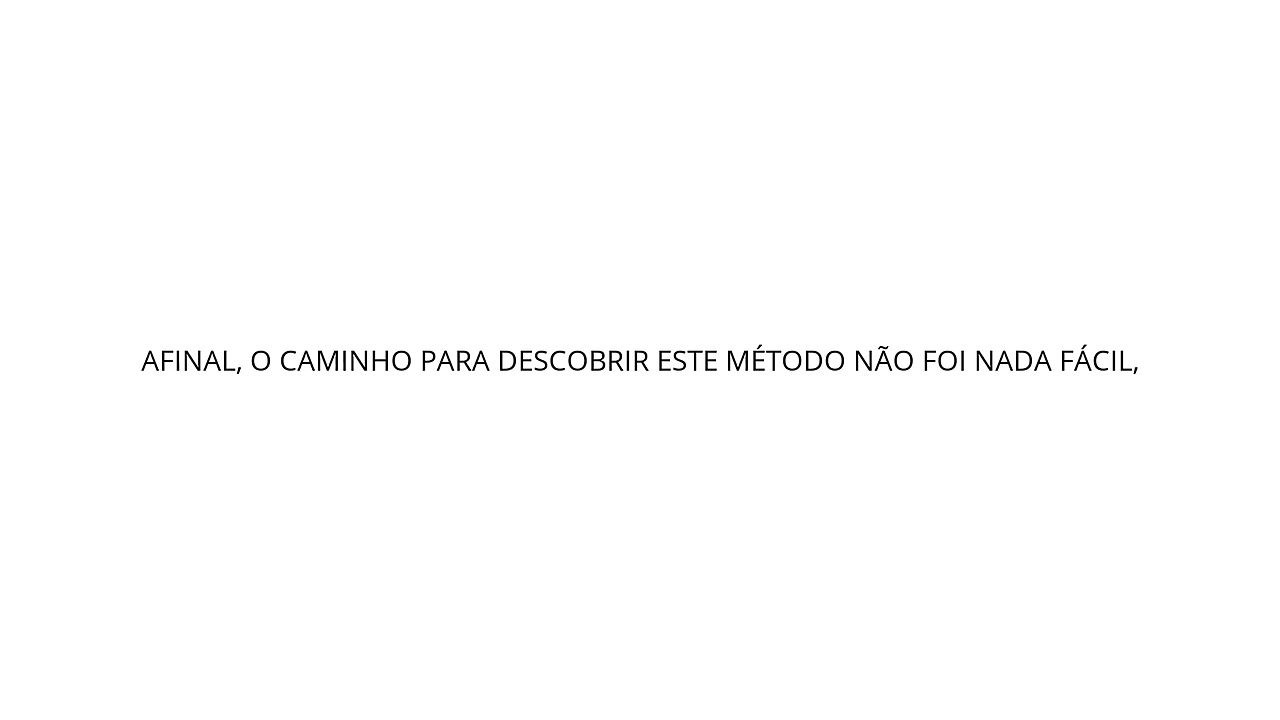 AFINAL, O CAMINHO PARA DESCOBRIR ESTE MÉTODO NÃO FOI NADA FÁCIL,